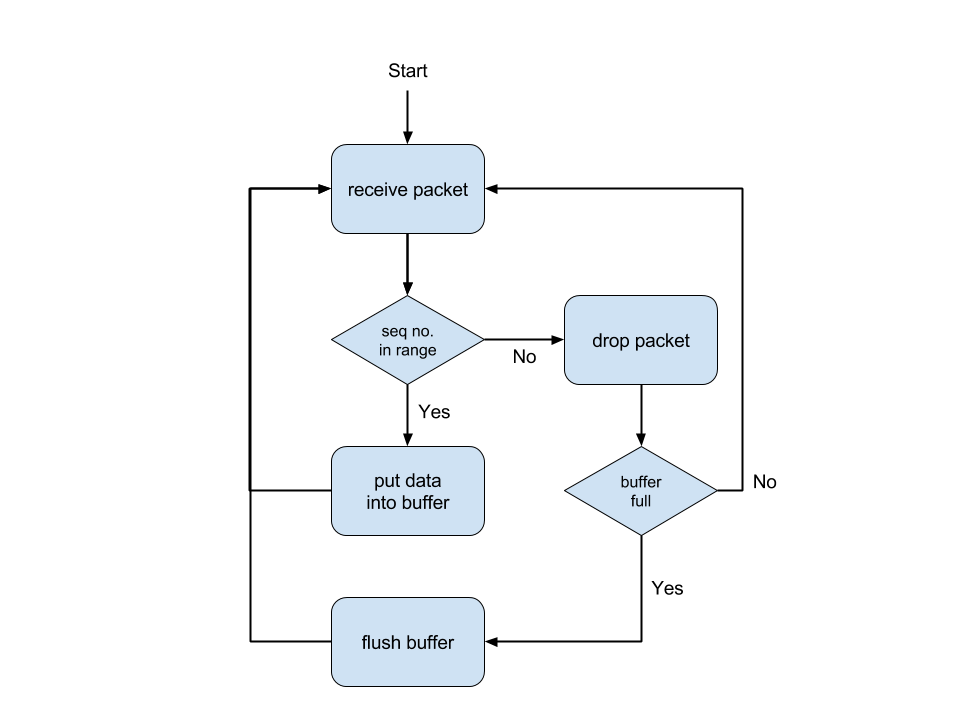 Start
receive packet
seq no.
in range
No
drop packet
Yes
put data
into buffer
buffer
full
No
Yes
flush buffer